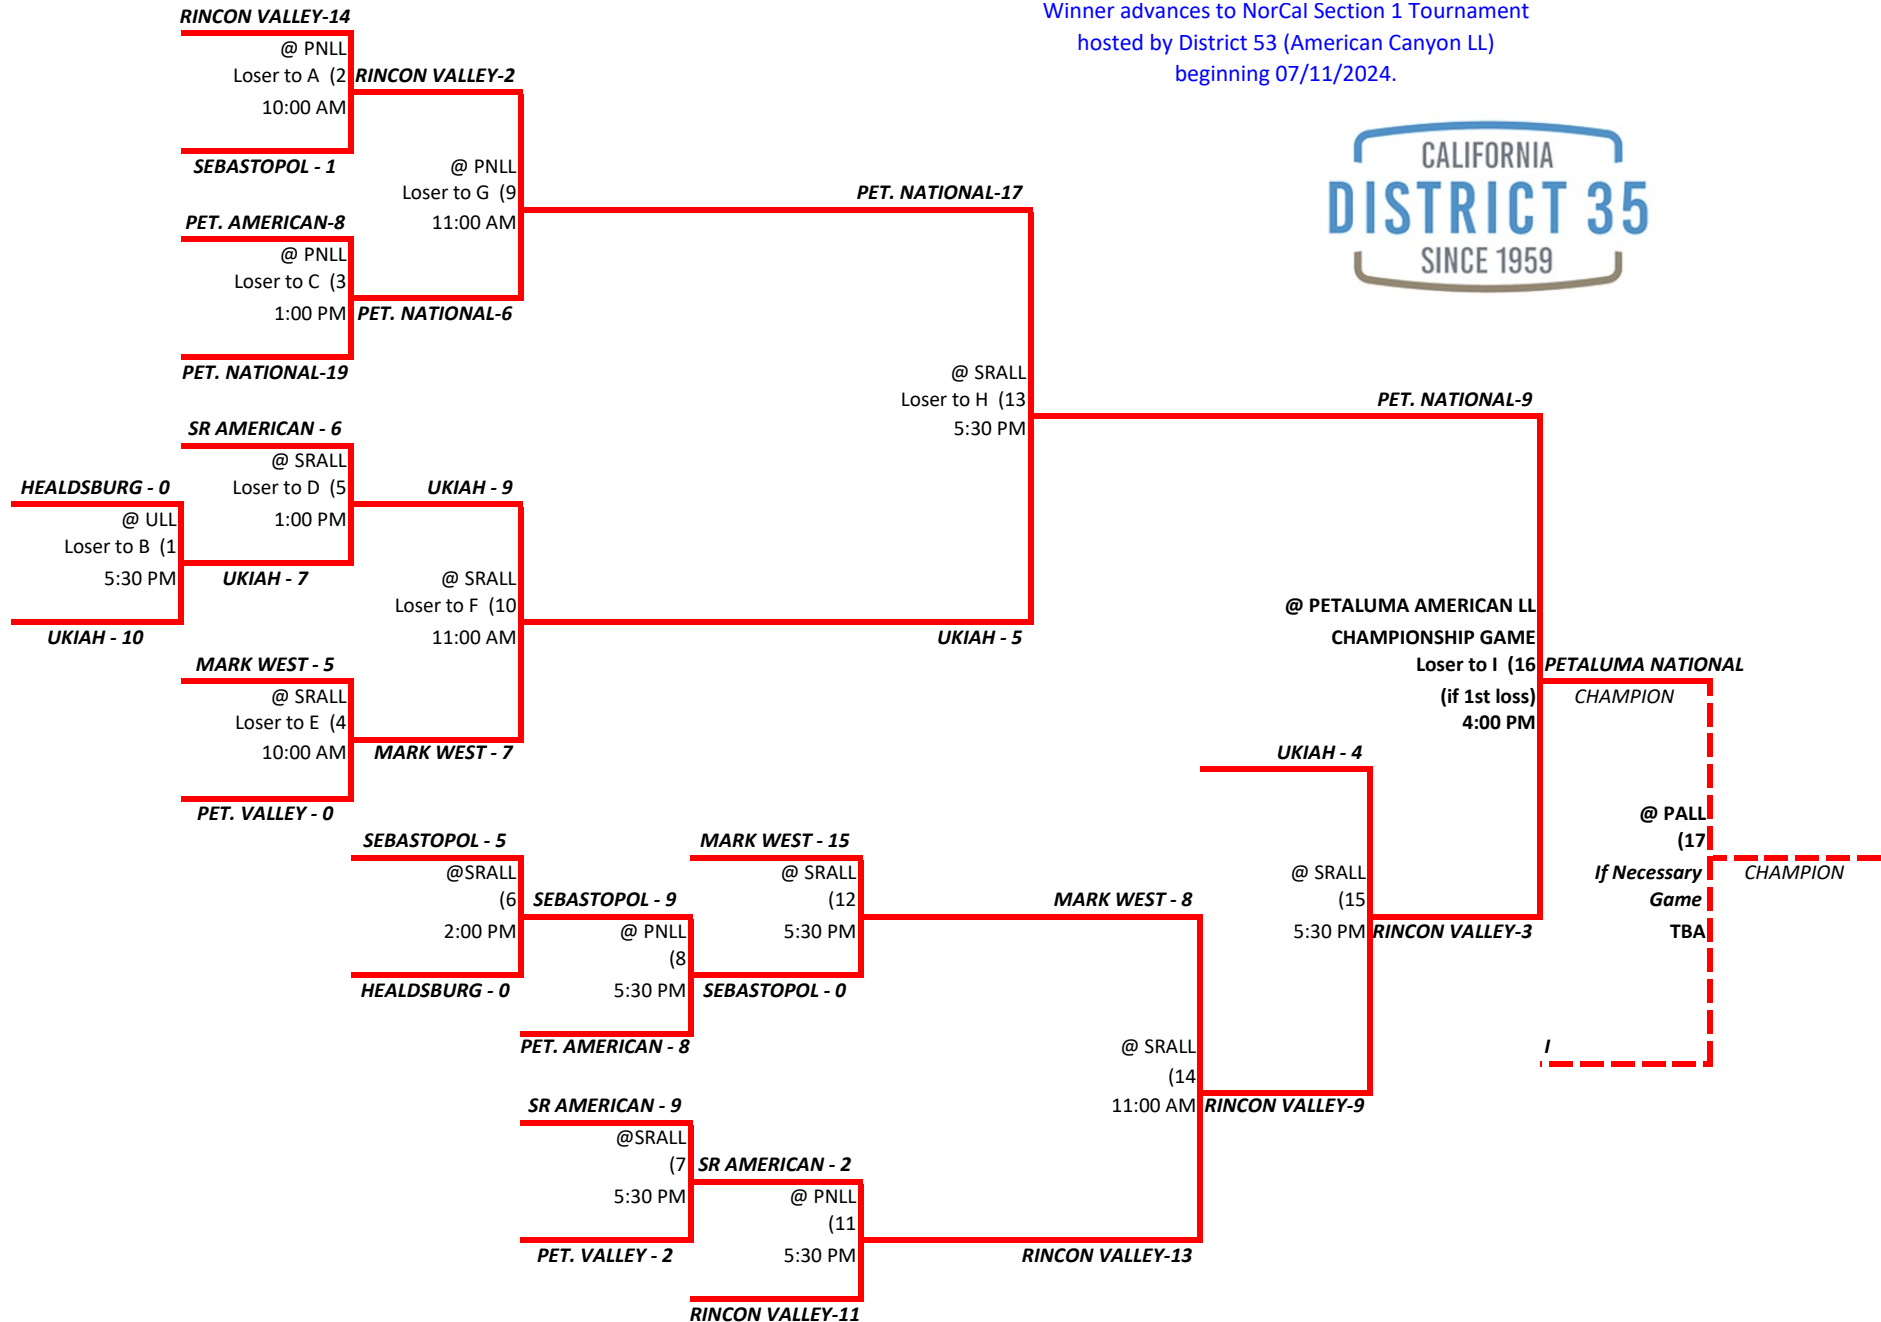 Winner advances to NorCal Section 1 Tournament
hosted by District 53 (American Canyon LL)
beginning 07/11/2024.
CALIFORNIA
DISTRICT 35
SINCE 1959
RINCON VALLEY-14
@ PNLL
Loser to A (2
10:00 AM
SEBASTOPOL - 1
RINCON VALLEY-2
@ PNLL
Loser to G (9
11:00 AM
PET. AMERICAN-8
@ PNLL
Loser to C (3
1:00 PM
PET. NATIONAL-6
PET. NATIONAL-19
PET. NATIONAL-17
@ SRALL
Loser to H (13
5:30 PM
PET. NATIONAL-9
SR AMERICAN - 6
@ SRALL
Loser to D (5
1:00 PM
HEALDSBURG - 0
@ ULL
Loser to B (1
5:30 PM
UKIAH - 10
UKIAH - 7
UKIAH - 9
@ SRALL
Loser to F (10
11:00 AM
UKIAH - 5
MARK WEST - 5
@ SRALL
Loser to E (4
10:00 AM
MARK WEST - 7
PET. VALLEY - 0
@ PETALUMA AMERICAN LL
CHAMPIONSHIP GAME
Loser to I (16
(if 1st loss)
4:00 PM
PETALUMA NATIONAL
CHAMPION
UKIAH - 4
@ SRALL
(15
5:30 PM
RINCON VALLEY-3
@ PALL
(17
If Necessary
Game
TBA
CHAMPION
I
SEBASTOPOL - 5
@SRALL
(6
2:00 PM
HEALDSBURG - 0
SEBASTOPOL - 9
@ PNLL
(8
5:30 PM
PET. AMERICAN - 8
MARK WEST - 15
@ SRALL
(12
5:30 PM
SEBASTOPOL - 0
MARK WEST - 8
@ SRALL
(14
11:00 AM
RINCON VALLEY-9
SR AMERICAN - 9
@SRALL
(7
5:30 PM
PET. VALLEY - 2
SR AMERICAN - 2
@ PNLL
(11
5:30 PM
RINCON VALLEY-13
RINCON VALLEY-11